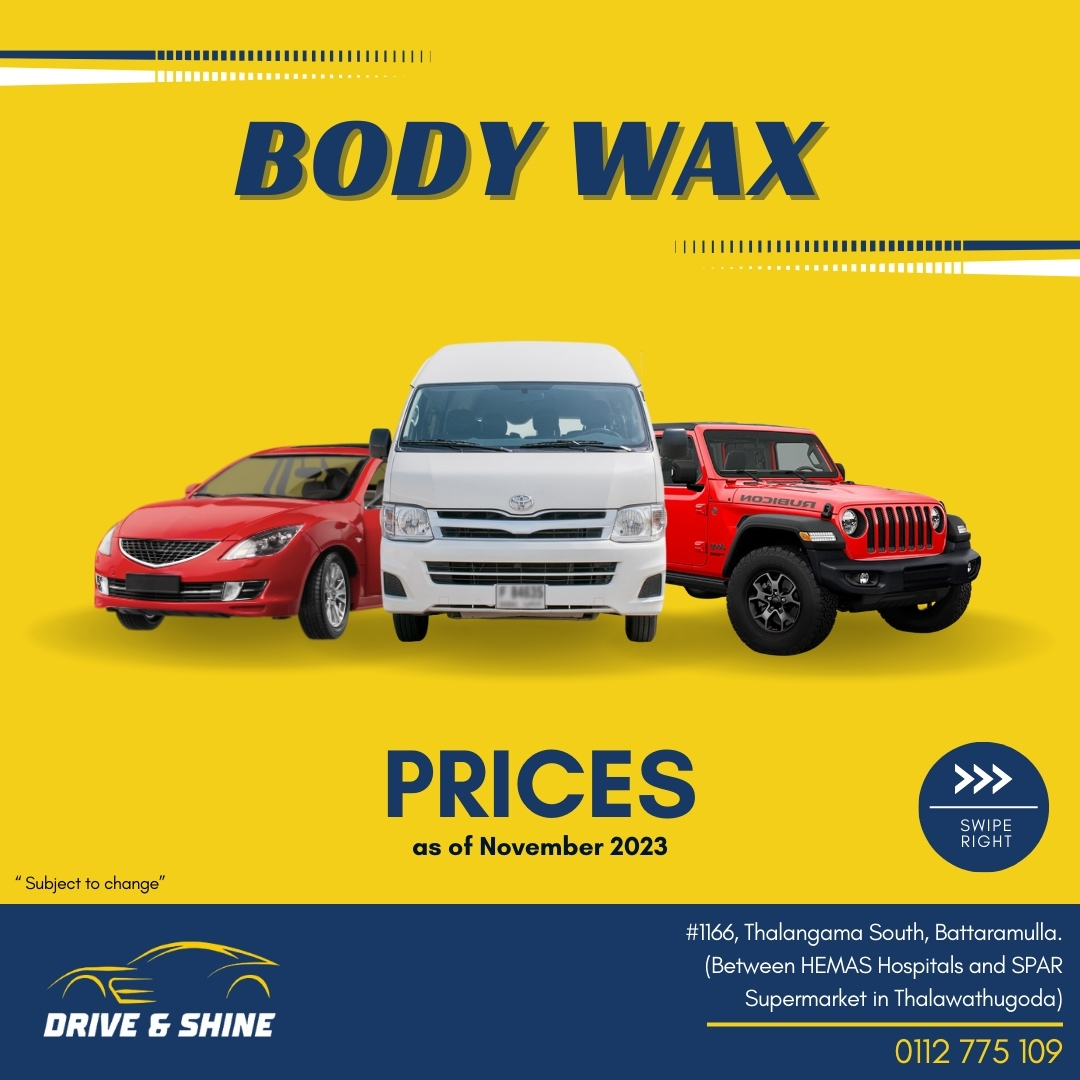 BODY WAX
RUBICON
PRICES
as of November 2023
>>>
SWIPE
RIGHT
“ Subject to change”
#1166, Thalangama South, Battaramulla.
(Between HEMAS Hospitals and SPAR
Supermarket in Thalawathugoda)
0112 775 109
DRIVE & SHINE